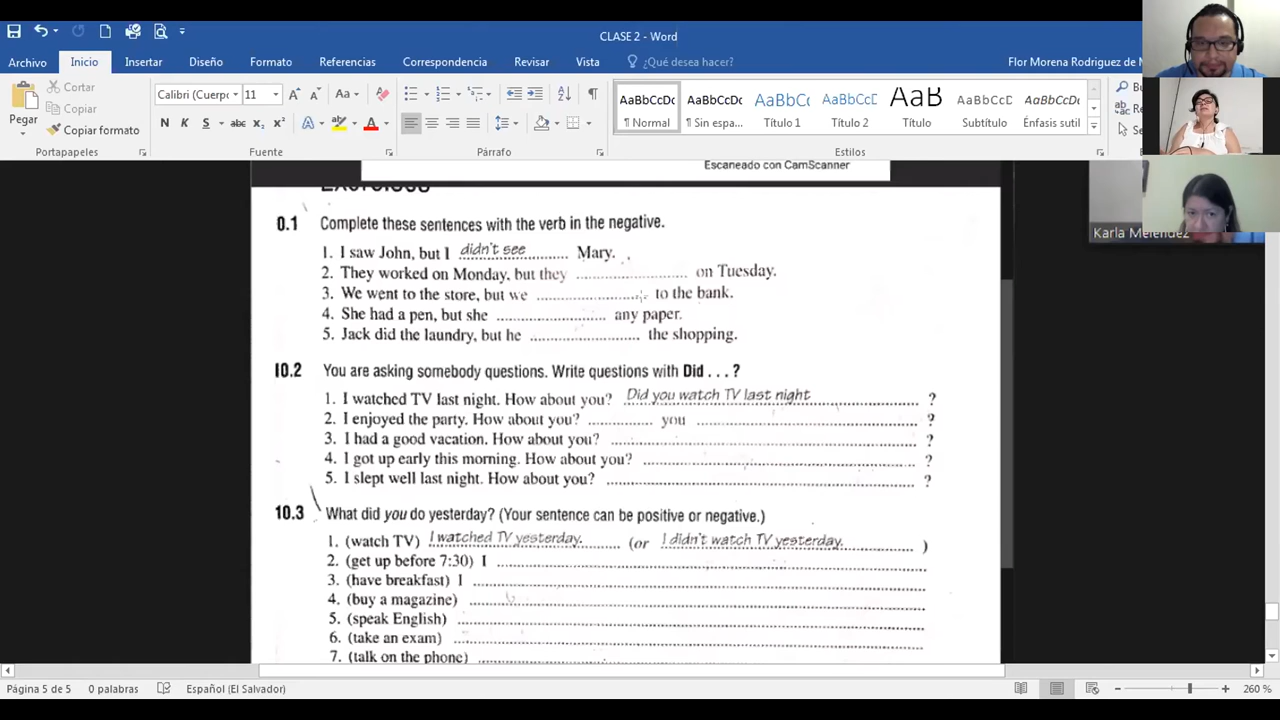 CLASE 2 - Word
Archivo Inicio Insertar Diseño Formato Referencias Correspondencia Revisar Vista ¿Qué desea hacer? Flor Morena Rodriguez de M
Pegar
Cortar
Copiar
Copiar formato
Calibri (Cuerpo 11
AaBbCcDc AaBbCcDc AaBbCc AaBbCcD AaB AaBbCcD AaBbCcDc
¶ Normal ¶ Sin espa... Título 1 Título 2 Título Subtítulo Énfasis sutil
Portapapeles Fuente Párrafo Estilos
Escaneado con CamScanner
Karla Melendez
0.1 Complete these sentences with the verb in the negative.
1. I saw John, but I didn't see Mary.
2. They worked on Monday, but they .......... on Tuesday.
3. We went to the store, but we .......... to the bank.
4. She had a pen, but she .......... any paper.
5. Jack did the laundry, but he .......... the shopping.
10.2 You are asking somebody questions. Write questions with Did . . . ?
1. I watched TV last night. How about you? Did you watch TV last night ?
2. I enjoyed the party. How about you? .......... you .......... ?
3. I had a good vacation. How about you? .......... ?
4. I got up early this morning. How about you? .......... ?
5. I slept well last night. How about you? .......... ?
10.3 What did you do yesterday? (Your sentence can be positive or negative.)
1. (watch TV) I watched TV yesterday. (or I didn't watch TV yesterday. )
2. (get up before 7:30) I ..........
3. (have breakfast) I ..........
4. (buy a magazine) ..........
5. (speak English) ..........
6. (take an exam) ..........
7. (talk on the phone) ..........
Página 5 de 5 0 palabras Español (El Salvador) 260 %